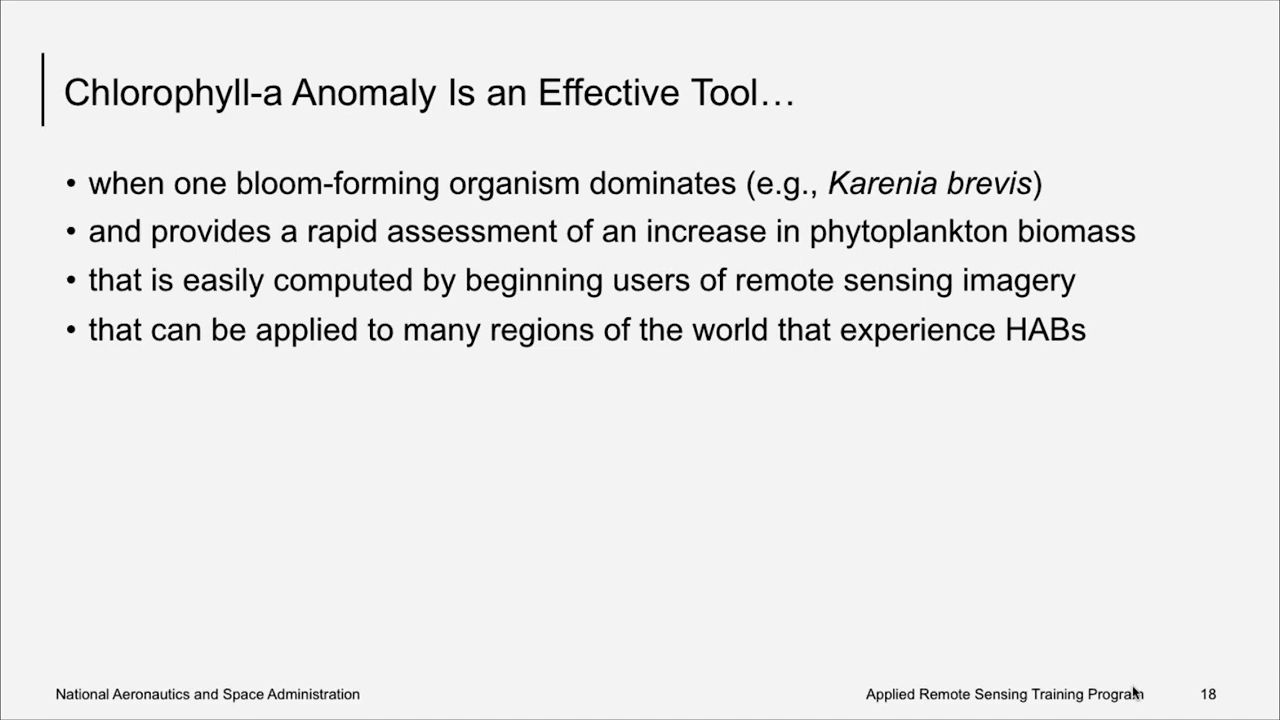 Chlorophyll-a Anomaly Is an Effective Tool…
• when one bloom-forming organism dominates (e.g., Karenia brevis)
• and provides a rapid assessment of an increase in phytoplankton biomass
• that is easily computed by beginning users of remote sensing imagery
• that can be applied to many regions of the world that experience HABs
National Aeronautics and Space Administration
Applied Remote Sensing Training Program
18